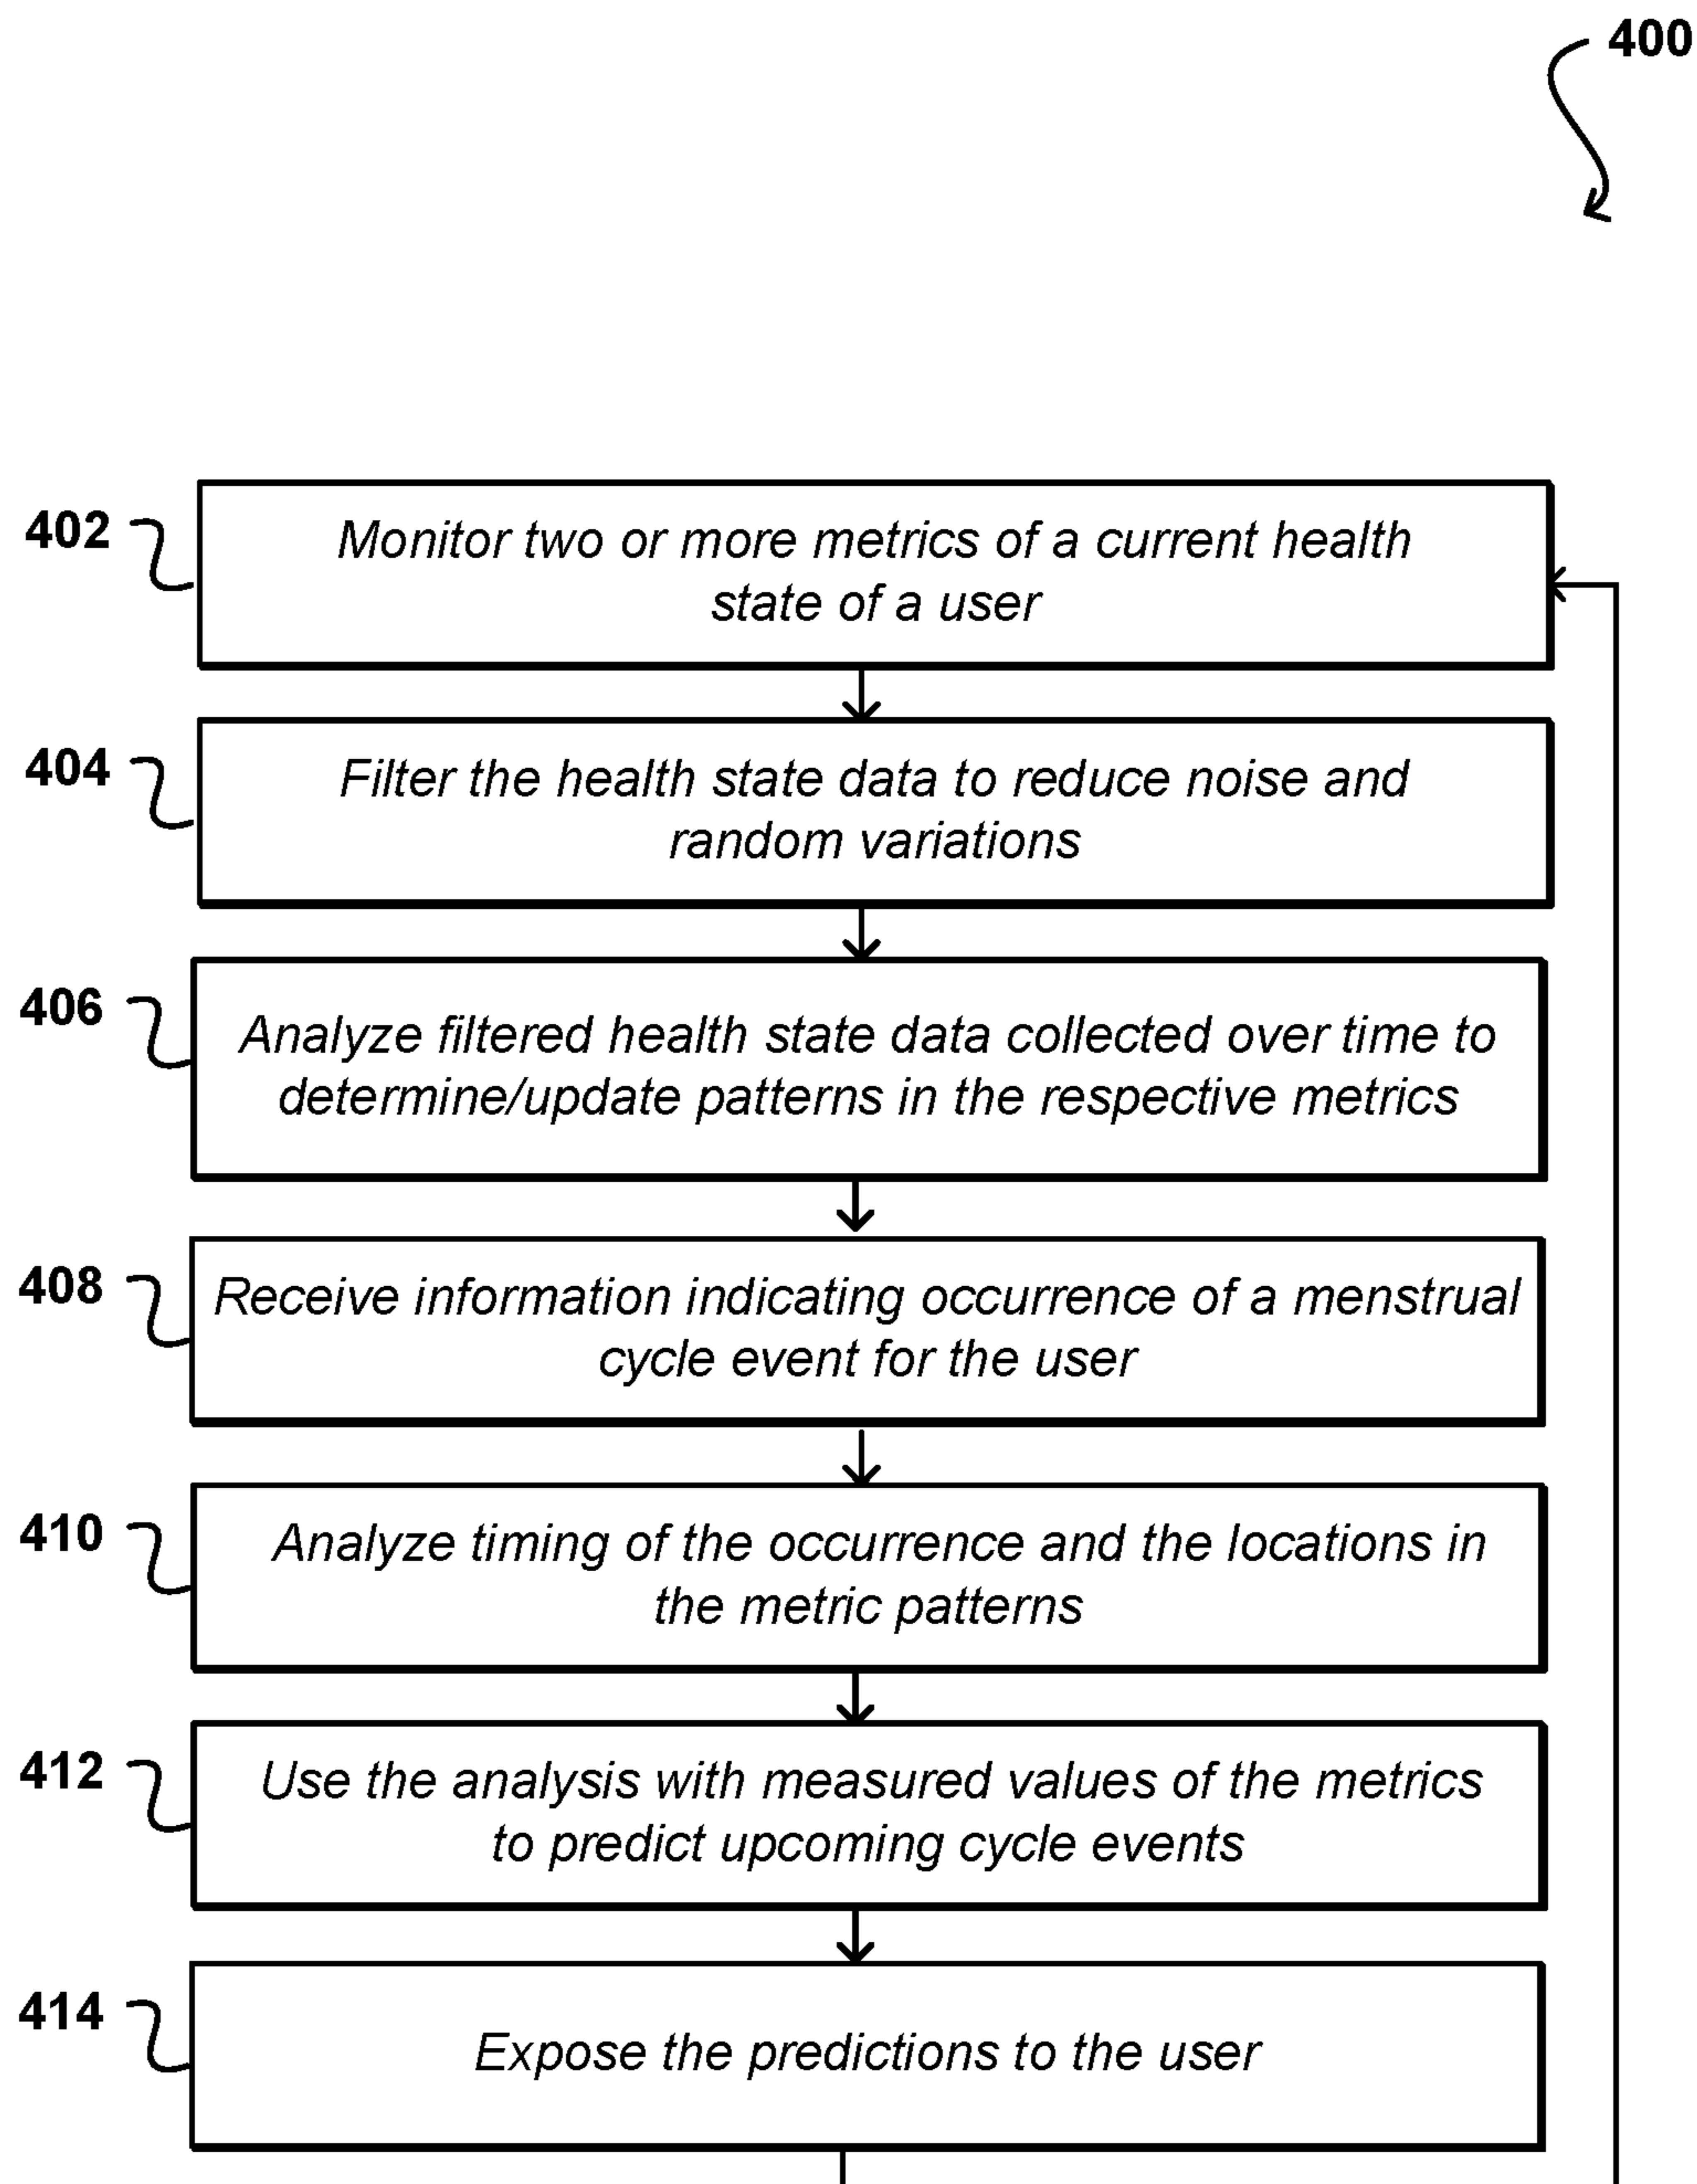 400
402
Monitor two or more metrics of a current health
state of a user
404
Filter the health state data to reduce noise and
random variations
406
Analyze filtered health state data collected over time to
determine/update patterns in the respective metrics
408
Receive information indicating occurrence of a menstrual
cycle event for the user
410
Analyze timing of the occurrence and the locations in
the metric patterns
412
Use the analysis with measured values of the metrics
to predict upcoming cycle events
414
Expose the predictions to the user